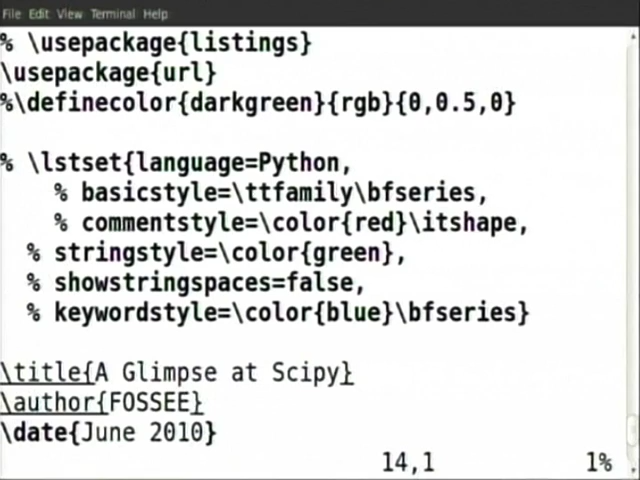 File Edit View Terminal Help
% \usepackage{listings}
\usepackage{url}
%\definecolor{darkgreen}{rgb}{0,0.5,0}
% \lstset{language=Python,
% basicstyle=\ttfamily\bfseries,
% commentstyle=\color{red}\itshape,
% stringstyle=\color{green},
% showstringspaces=false,
% keywordstyle=\color{blue}\bfseries}
\title{A Glimpse at Scipy}
\author{FOSSEE}
\date{June 2010}
14,1 1%